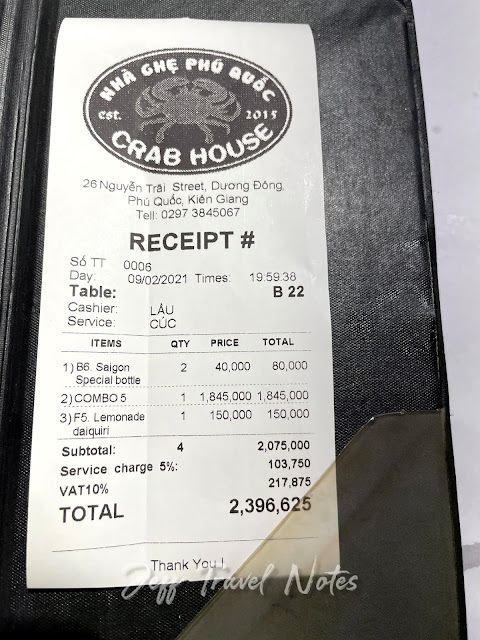 NHÀ GHẸ PHÚ QUỐC
est. 2015
CRAB HOUSE
26 Nguyễn Trãi Street, Dương Đông,
Phú Quốc, Kiên Giang
Tell: 0297 3845067
RECEIPT #
Số TT 0006
Day: 09/02/2021 Times: 19:59:38
Table: B 22
Cashier: LẬU
Service: CÚC
ITEMS QTY PRICE TOTAL
1) B6. Saigon 2 40,000 80,000
Special bottle
2) COMBO 5 1 1,845,000 1,845,000
3) F5. Lemonade 1 150,000 150,000
daiquiri
Subtotal: 4 2,075,000
Service charge 5%: 103,750
VAT10% 217,875
TOTAL 2,396,625
Thank You !
Jeff Travel Notes